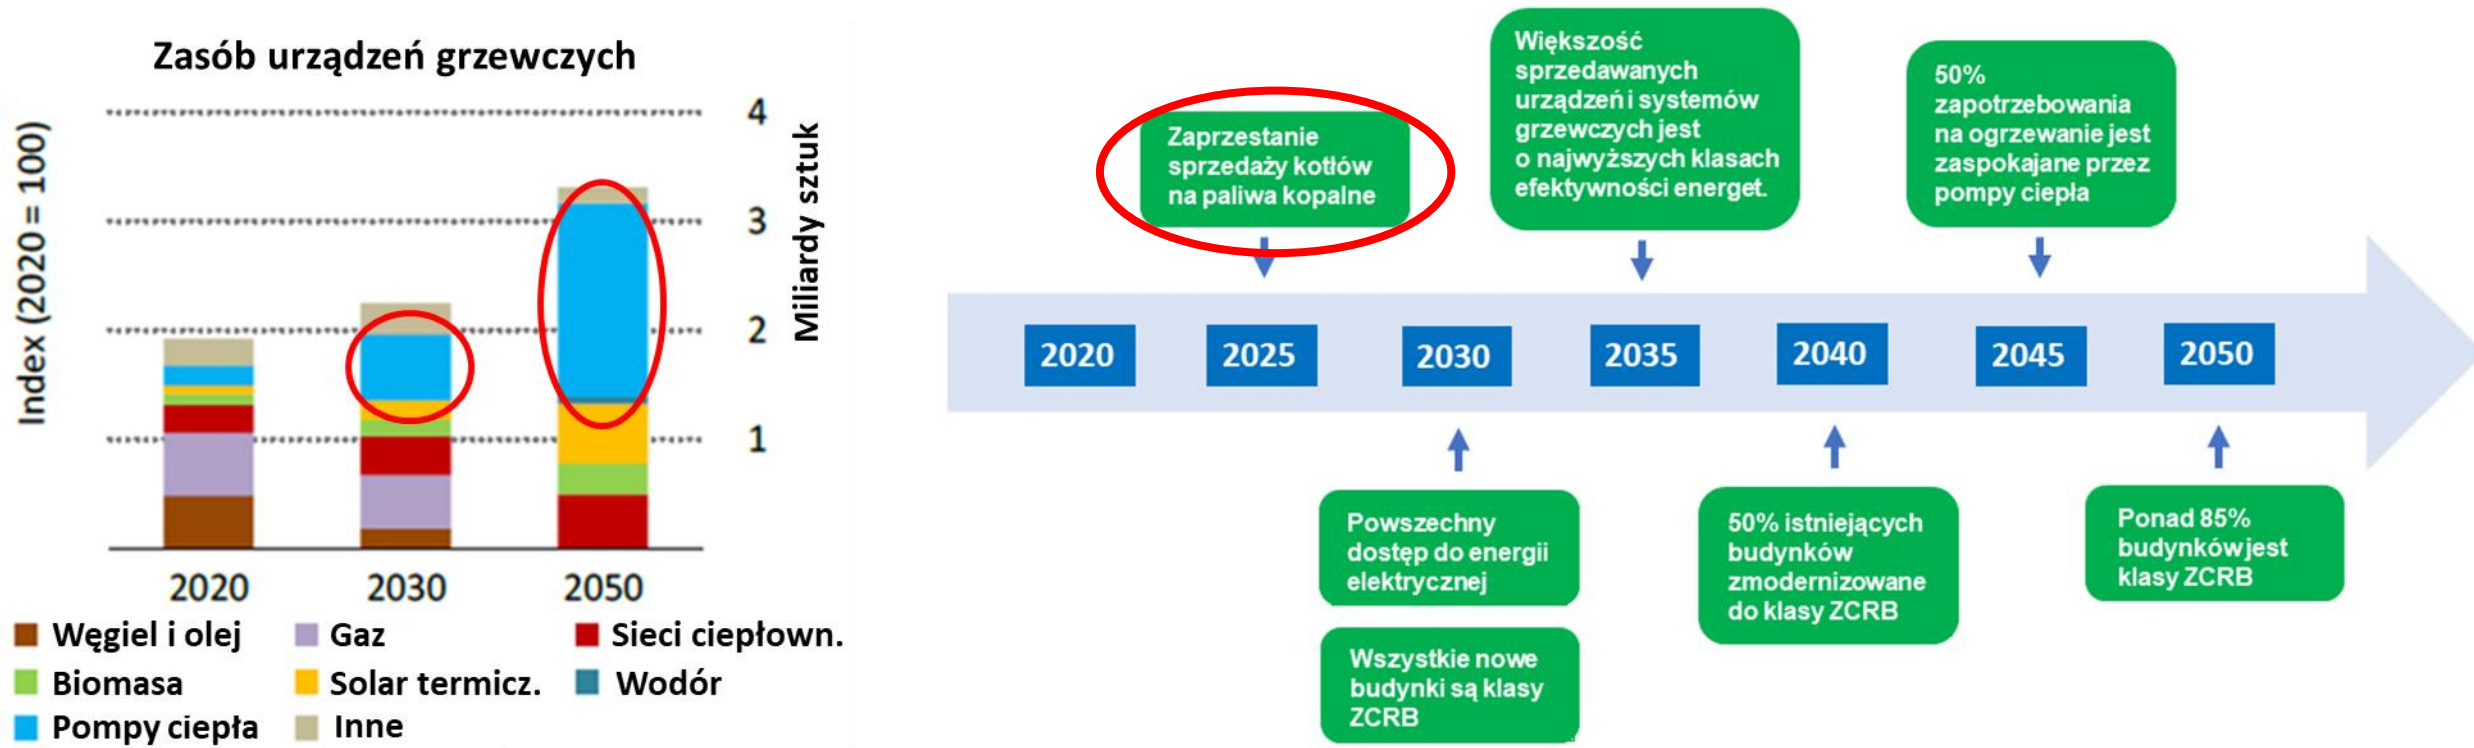 Zasób urządzeń grzewczych
Index (2020 = 100)
4
3
2
1
Miliardy sztuk
2020
2030
2050
Węgiel i olej
Gaz
Sieci ciepłown.
Biomasa
Solar termicz.
Wodór
Pompy ciepła
Inne
Zaprzestanie
sprzedaży kotłów
na paliwa kopalne
Większość
sprzedawanych
urządzeń i systemów
grzewczych jest
o najwyższych klasach
efektywności energet.
50%
zapotrzebowania
na ogrzewanie jest
zaspokajane przez
pompy ciepła
2020
2025
2030
2035
2040
2045
2050
Powszechny
dostęp do energii
elektrycznej
Wszystkie nowe
budynki są klasy
ZCRB
50% istniejących
budynków
zmodernizowane
do klasy ZCRB
Ponad 85%
budynków jest
klasy ZCRB